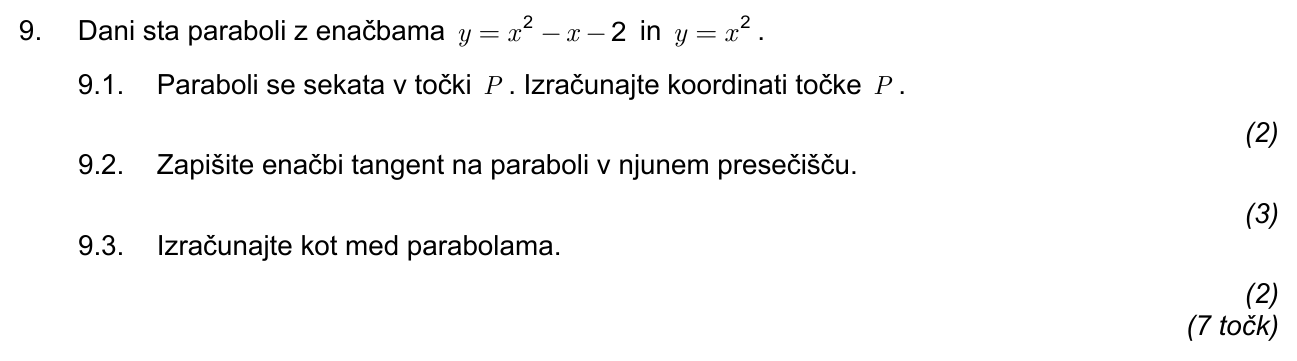 9. Dani sta paraboli z enačbama y = x² − x − 2 in y = x².
9.1. Paraboli se sekata v točki P. Izračunajte koordinati točke P.
(2)
9.2. Zapišite enačbi tangent na paraboli v njunem presečišču.
(3)
9.3. Izračunajte kot med parabolama.
(2)
(7 točk)